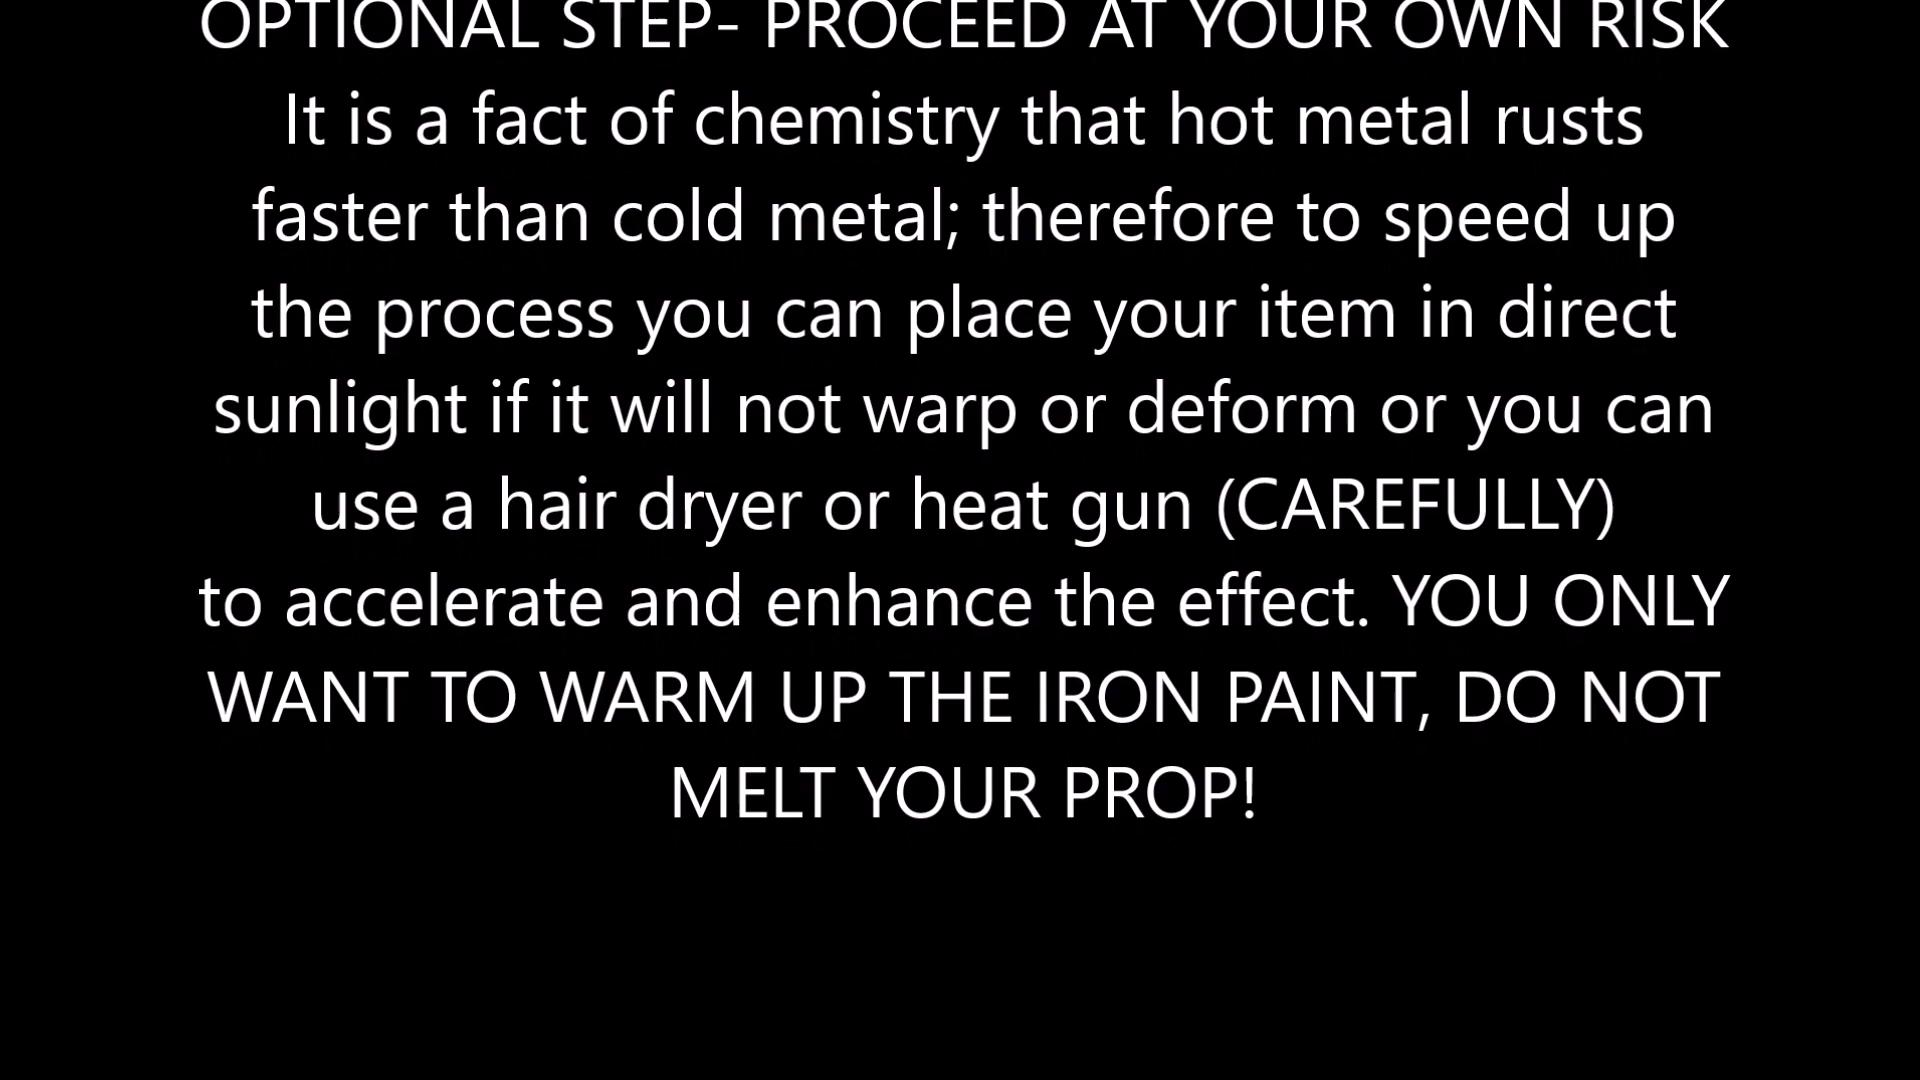 OPTIONAL STEP- PROCEED AT YOUR OWN RISK
It is a fact of chemistry that hot metal rusts
faster than cold metal; therefore to speed up
the process you can place your item in direct
sunlight if it will not warp or deform or you can
use a hair dryer or heat gun (CAREFULLY)
to accelerate and enhance the effect. YOU ONLY
WANT TO WARM UP THE IRON PAINT, DO NOT
MELT YOUR PROP!